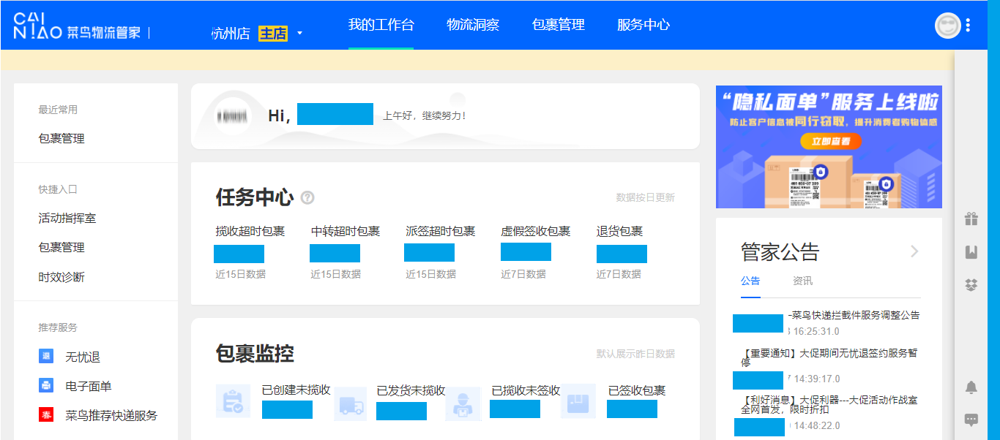 CAI
NIAO 菜鸟物流管家
杭州店 主店
我的工作台 物流洞察 包裹管理 服务中心
最近常用
包裹管理
快捷入口
活动指挥室
包裹管理
时效诊断
推荐服务
退 无忧退
电子面单
春 菜鸟推荐快递服务
Hi, 上午好，继续努力！
任务中心 ? 数据按日更新
揽收超时包裹 中转超时包裹 派签超时包裹 虚假签收包裹 退货包裹
近15日数据 近15日数据 近15日数据 近7日数据 近7日数据
包裹监控 默认展示昨日数据
已创建未揽收 已发货未揽收 已揽收未签收 已签收包裹
“隐私面单”服务上线啦
防止客户信息被同行窃取，提升消费者购物体感
立即查看
管家公告
公告 资讯
-菜鸟快递拦截件服务调整公告
16:25:31.0
【重要通知】大促期间无忧退签约服务暂
停
7 14:39:17.0
【利好消息】大促利器---大促活动作战室
全网首发，限时折扣
14:48:22.0